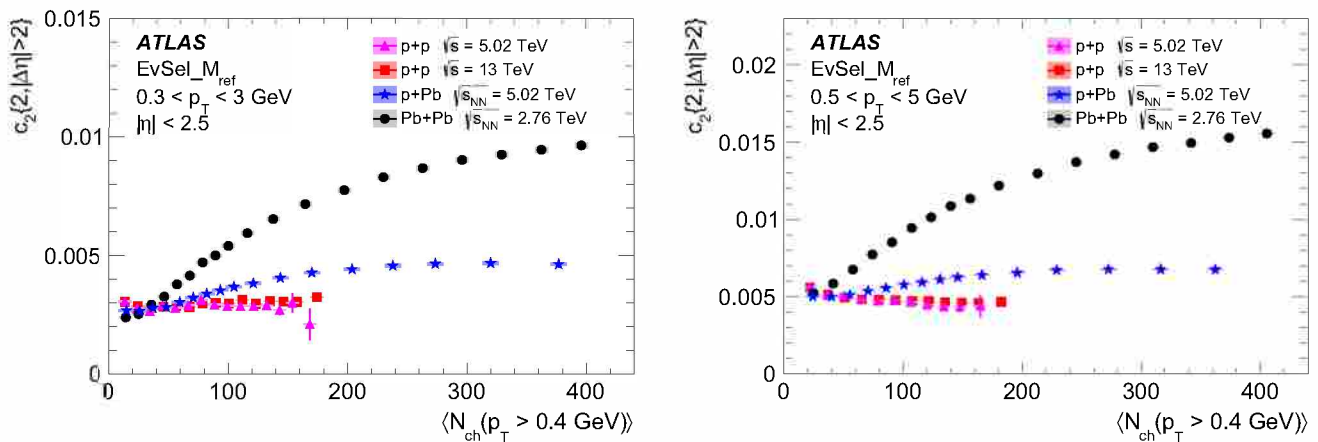 0.015
0.01
0.005
0
c₂{2,|Δη|>2}
ATLAS
EvSel_M_ref
0.3 < p_T < 3 GeV
|η| < 2.5
p+p √s = 5.02 TeV
p+p √s = 13 TeV
p+Pb √s_NN = 5.02 TeV
Pb+Pb √s_NN = 2.76 TeV
0 100 200 300 400
⟨N_ch(p_T > 0.4 GeV)⟩
0.02
0.015
0.01
0.005
0
c₂{2,|Δη|>2}
ATLAS
EvSel_M_ref
0.5 < p_T < 5 GeV
|η| < 2.5
p+p √s = 5.02 TeV
p+p √s = 13 TeV
p+Pb √s_NN = 5.02 TeV
Pb+Pb √s_NN = 2.76 TeV
0 100 200 300 400
⟨N_ch(p_T > 0.4 GeV)⟩